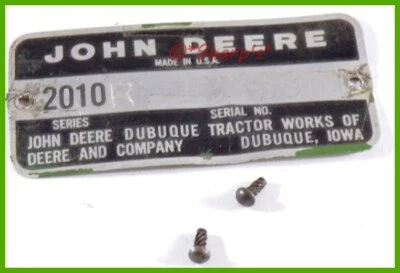 JOHN DEERE
MADE IN U.S.A.
2010
SERIES SERIAL NO.
JOHN DEERE DUBUQUE TRACTOR WORKS OF
DEERE AND COMPANY DUBUQUE, IOWA